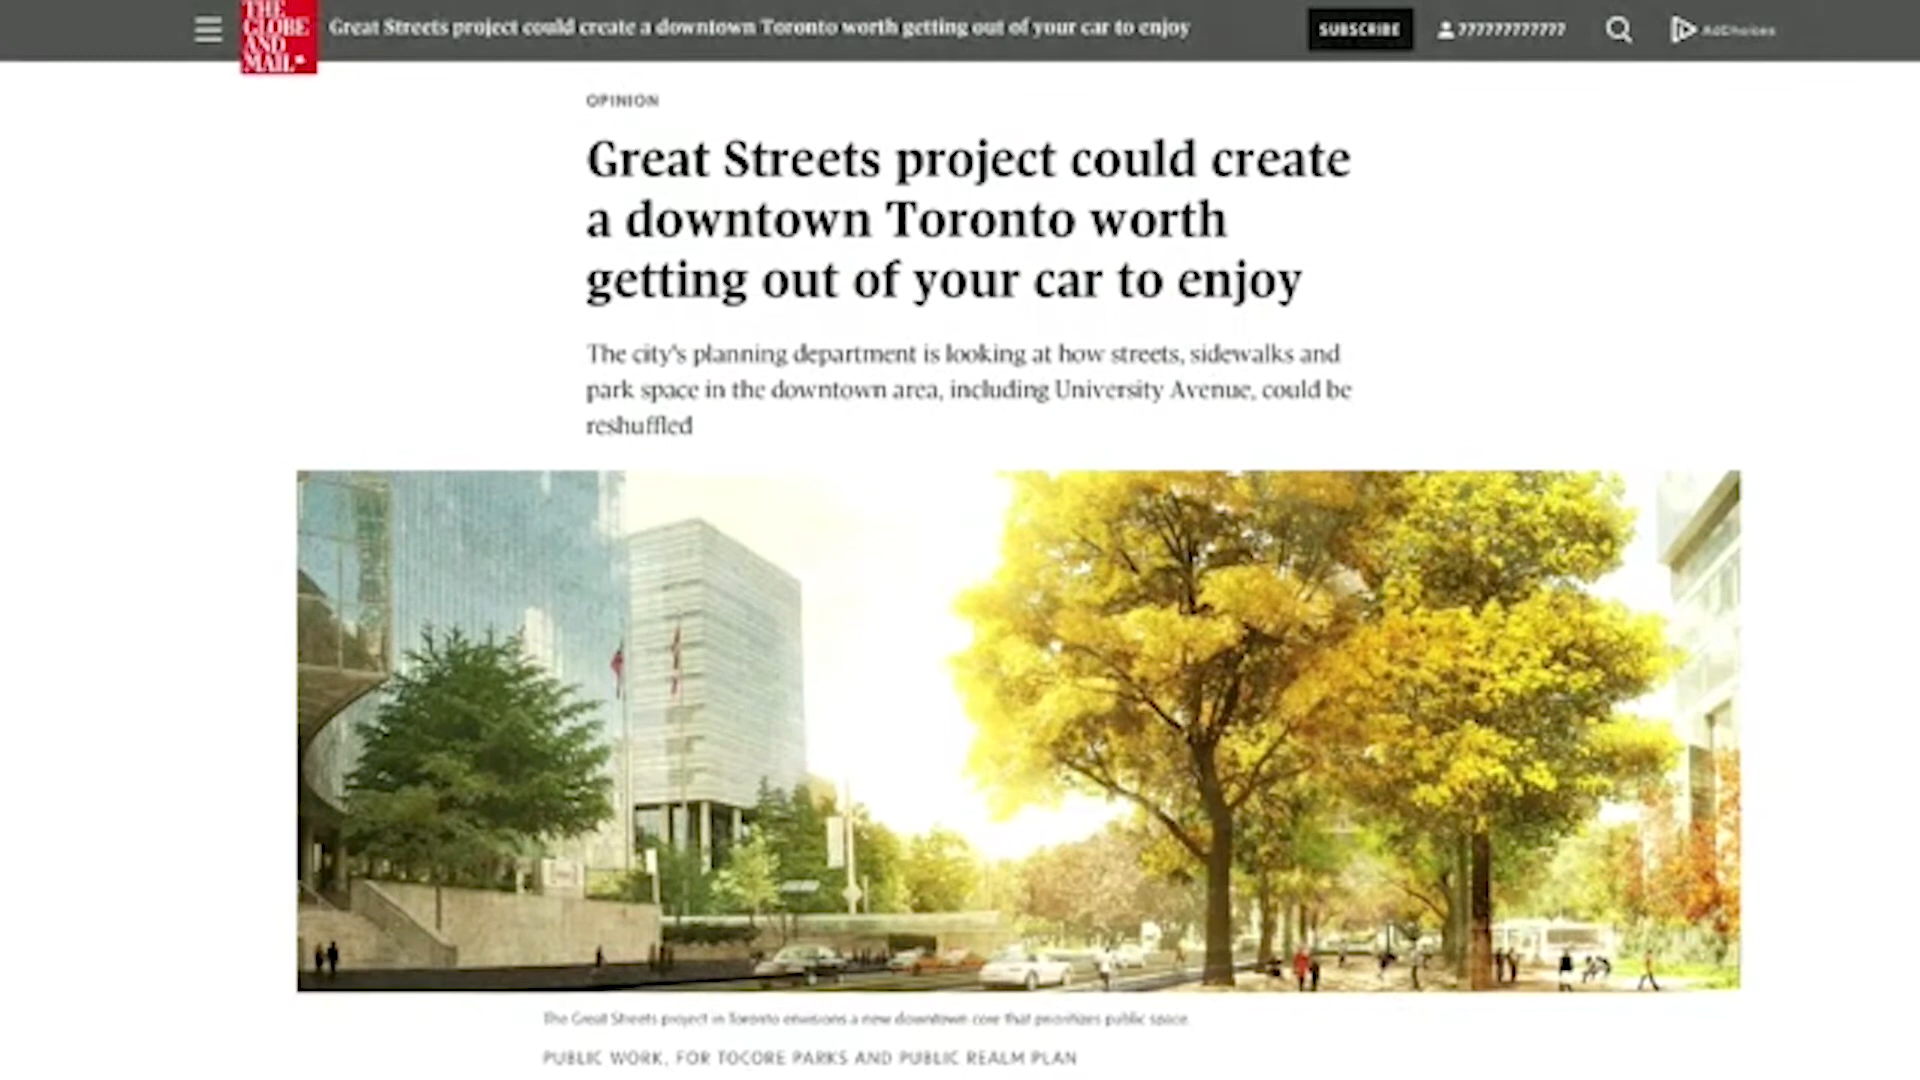 THE
GLOBE
AND
MAIL*
Great Streets project could create a downtown Toronto worth getting out of your car to enjoy
SUBSCRIBE
????????????
AdChoices
OPINION
Great Streets project could create
a downtown Toronto worth
getting out of your car to enjoy
The city's planning department is looking at how streets, sidewalks and
park space in the downtown area, including University Avenue, could be
reshuffled
The Great Streets project in Toronto envisions a new downtown core that prioritizes public space.
PUBLIC WORK, FOR TOCORE PARKS AND PUBLIC REALM PLAN